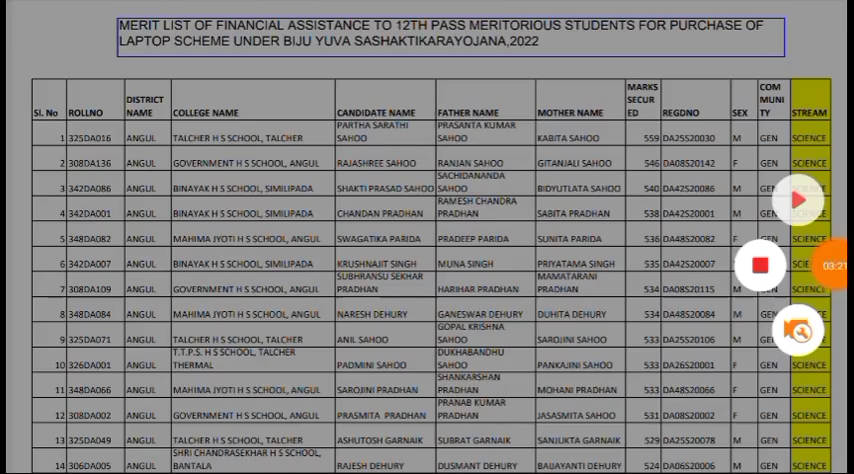 MERIT LIST OF FINANCIAL ASSISTANCE TO 12TH PASS MERITORIOUS STUDENTS FOR PURCHASE OF
LAPTOP SCHEME UNDER BIJU YUVA SASHAKTIKARAYOJANA,2022
Sl. No ROLLNO DISTRICT NAME COLLEGE NAME CANDIDATE NAME FATHER NAME MOTHER NAME MARKS SECUR ED REGDNO SEX COM MUNI TY STREAM
1 325DA016 ANGUL TALCHER H S SCHOOL, TALCHER PARTHA SARATHI SAHOO PRASANTA KUMAR SAHOO KABITA SAHOO 559 DA25S20030 M GEN SCIENCE
2 308DA136 ANGUL GOVERNMENT H S SCHOOL, ANGUL RAJASHREE SAHOO RANJAN SAHOO GITANJALI SAHOO 546 DA08S20142 F GEN SCIENCE
3 342DA086 ANGUL BINAYAK H S SCHOOL, SIMILIPADA SHAKTI PRASAD SAHOO SACHIDANANDA SAHOO BIDYUTLATA SAHOO 540 DA42S20086 M GEN SCIENCE
4 342DA001 ANGUL BINAYAK H S SCHOOL, SIMILIPADA CHANDAN PRADHAN RAMESH CHANDRA PRADHAN SABITA PRADHAN 538 DA42S20001 M GEN SCIENCE
5 348DA082 ANGUL MAHIMA JYOTI H S SCHOOL, ANGUL SWAGATIKA PARIDA PRADEEP PARIDA SUNITA PARIDA 536 DA48S20082 F GEN SCIENCE
6 342DA007 ANGUL BINAYAK H S SCHOOL, SIMILIPADA KRUSHNAJIT SINGH MUNA SINGH PRIYATAMA SINGH 535 DA42S20007 GEN SCIE 03:21
7 308DA109 ANGUL GOVERNMENT H S SCHOOL, ANGUL SUBHRANSU SEKHAR PRADHAN HARIHAR PRADHAN MAMATARANI PRADHAN 534 DA08S20115 M GEN SCIENCE
8 348DA084 ANGUL MAHIMA JYOTI H S SCHOOL, ANGUL NARESH DEHURY GANESWAR DEHURY DUHITA DEHURY 534 DA48S20084 M GEN SCIENCE
9 325DA071 ANGUL TALCHER H S SCHOOL, TALCHER ANIL SAHOO GOPAL KRISHNA SAHOO SAROJINI SAHOO 533 DA25S20106 M SCIENCE
10 326DA001 ANGUL T.T.P.S. H S SCHOOL, TALCHER THERMAL PADMINI SAHOO DUKHABANDHU SAHOO PANKAJINI SAHOO 533 DA26S20001 F GEN SCIENCE
11 348DA066 ANGUL MAHIMA JYOTI H S SCHOOL, ANGUL SAROJINI PRADHAN SHANKARSHAN PRADHAN MOHANI PRADHAN 533 DA48S20066 F GEN SCIENCE
12 308DA002 ANGUL GOVERNMENT H S SCHOOL, ANGUL PRASMITA PRADHAN PRANAB KUMAR PRADHAN JASASMITA SAHOO 531 DA08S20002 F GEN SCIENCE
13 325DA049 ANGUL TALCHER H S SCHOOL, TALCHER ASHUTOSH GARNAIK SUBRAT GARNAIK SANJUKTA GARNAIK 529 DA25S20078 M GEN SCIENCE
14 306DA005 ANGUL SHRI CHANDRASEKHAR H S SCHOOL, BANTALA RAJESH DEHURY DUSMANT DEHURY BAIJAYANTI DEHURY 524 DA06S20006 M GEN SCIENCE